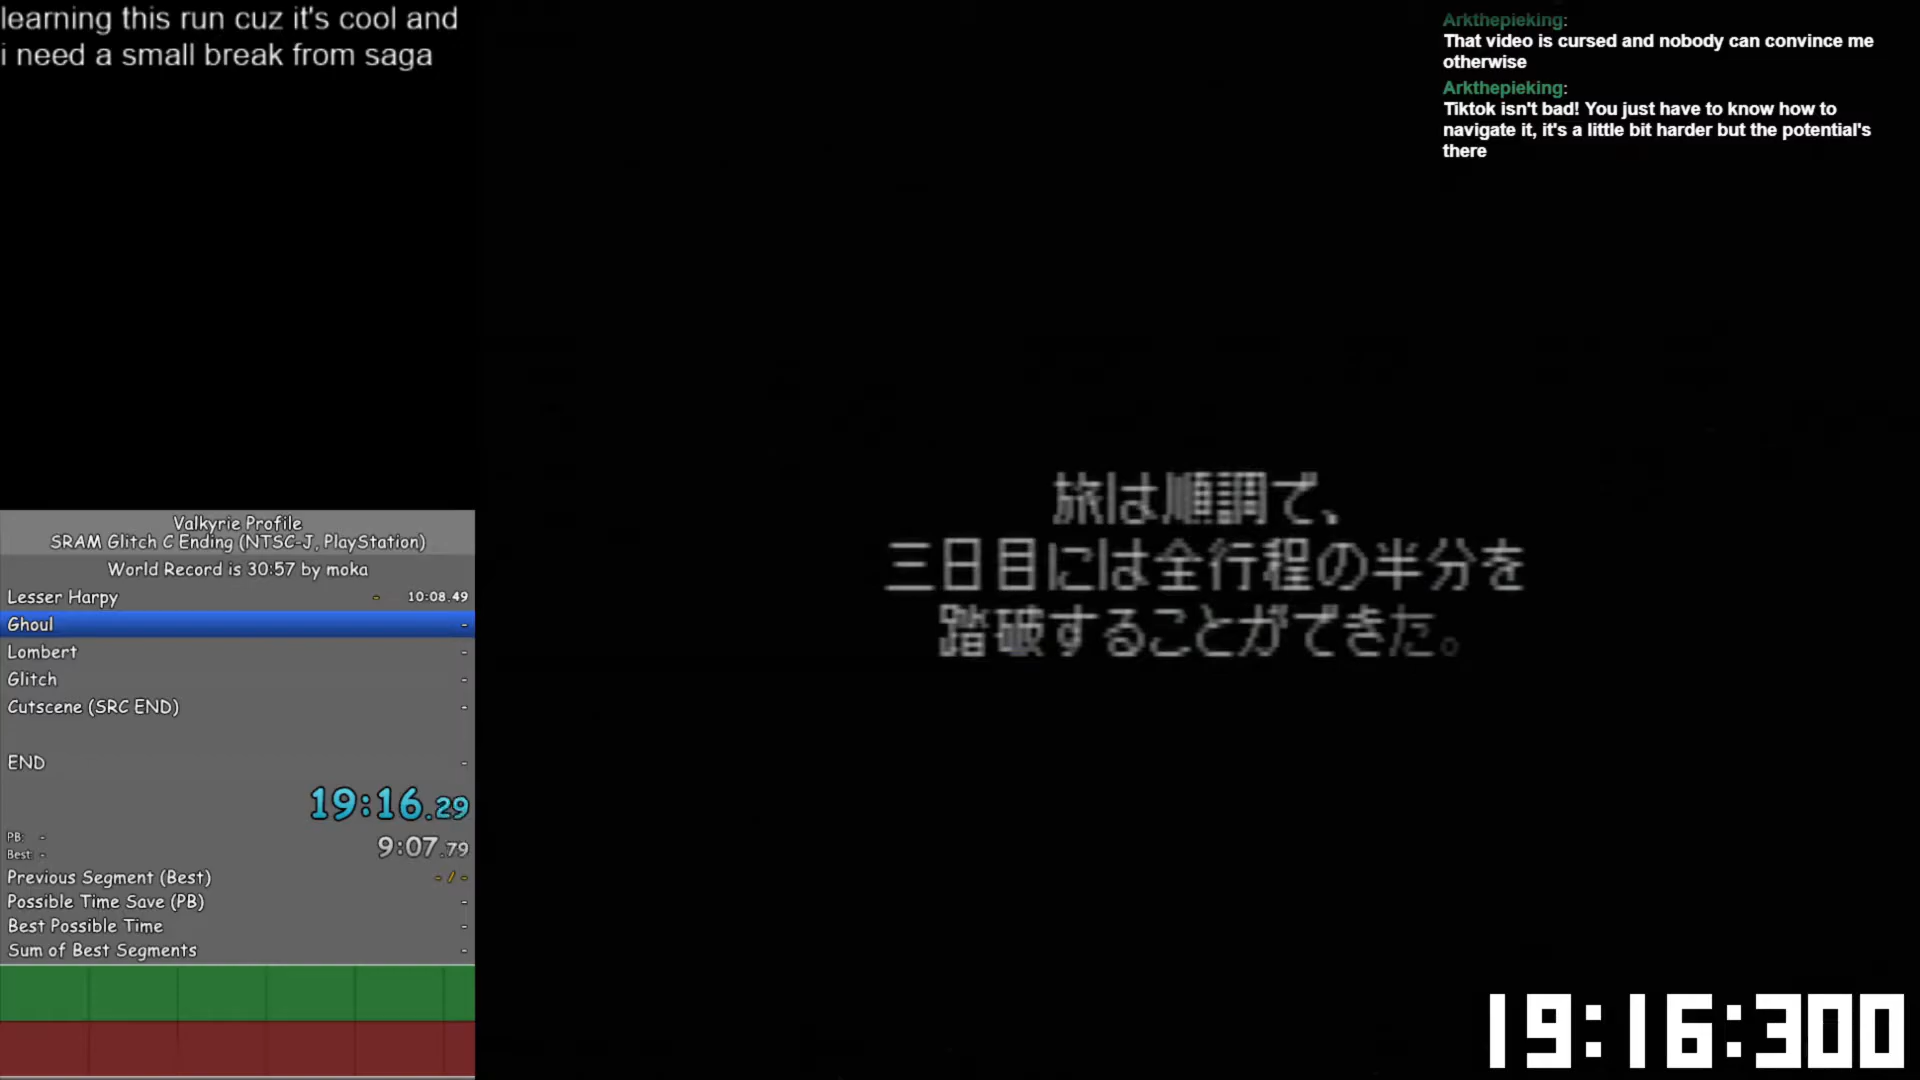 learning this run cuz it's cool and
i need a small break from saga
Arkthepieking:
That video is cursed and nobody can convince me
otherwise
Arkthepieking:
Tiktok isn't bad! You just have to know how to
navigate it, it's a little bit harder but the potential's
there
旅は順調で、
三日目には全行程の半分を
踏破することができた。
Valkyrie Profile
SRAM Glitch C Ending (NTSC-J, PlayStation)
World Record is 30:57 by moka
Lesser Harpy - 10:08.49
Ghoul -
Lombert -
Glitch -
Cutscene (SRC END) -
END -
19:16.29
PB: -
Best: -
9:07.79
Previous Segment (Best) - / -
Possible Time Save (PB) -
Best Possible Time -
Sum of Best Segments -
19:16:300